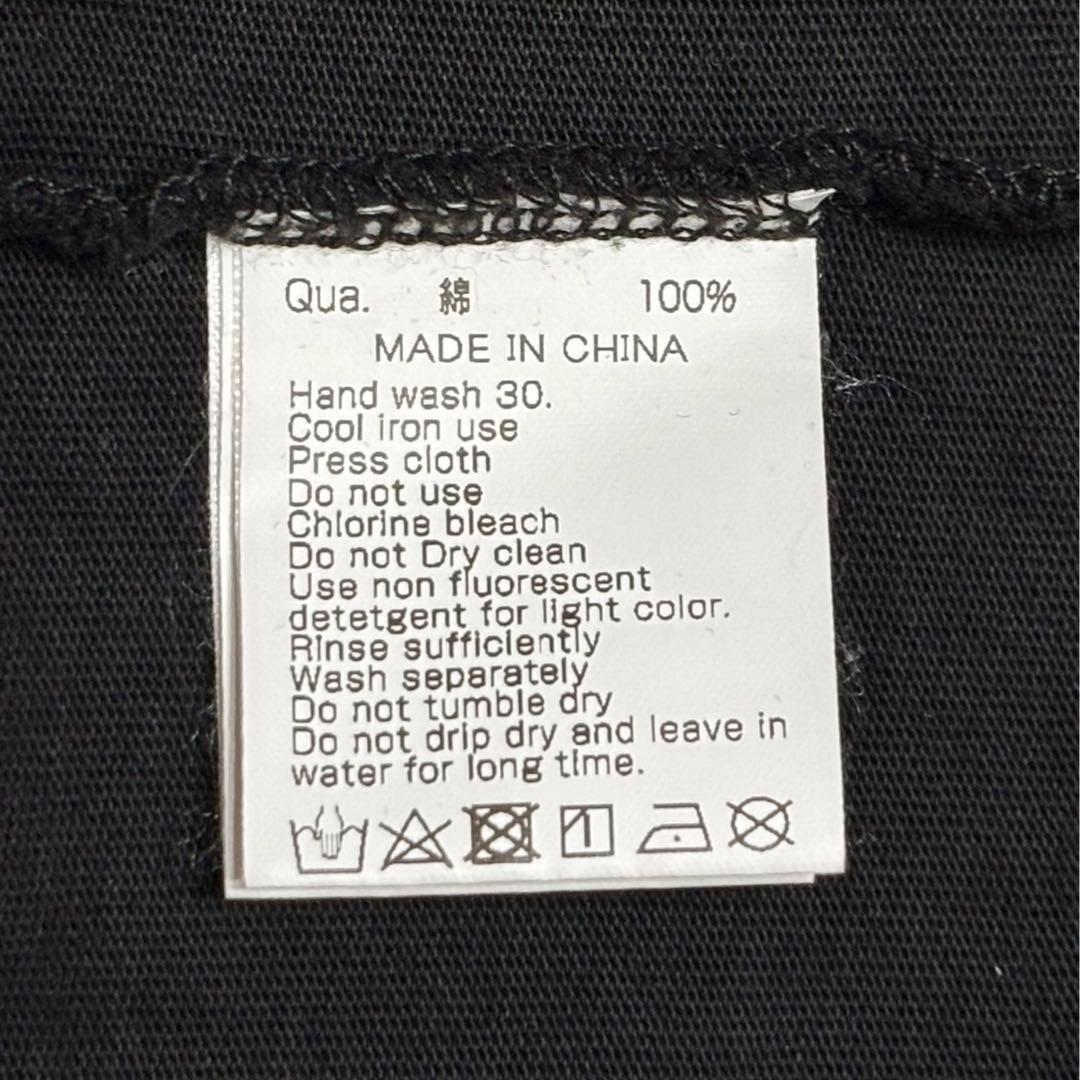 Qua. 綿 100%
MADE IN CHINA
Hand wash 30.
Cool iron use
Press cloth
Do not use
Chlorine bleach
Do not Dry clean
Use non fluorescent
detetgent for light color.
Rinse sufficiently
Wash separately
Do not tumble dry
Do not drip dry and leave in
water for long time.